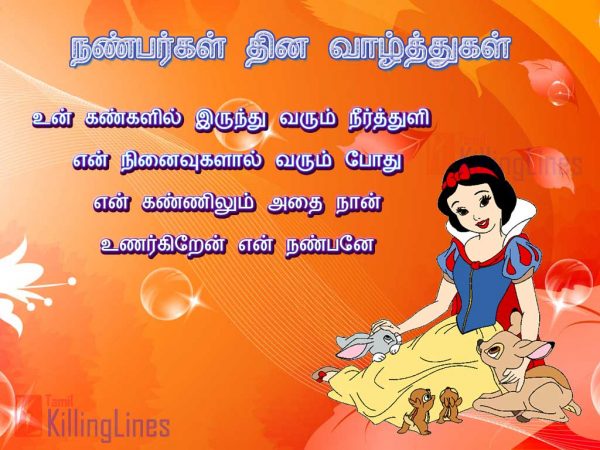 நண்பர்கள் தின வாழ்த்துகள்
உன் கண்களில் இருந்து வரும் நீர்த்துளி
என் நினைவுகளால் வரும் போது
என் கண்ணிலும் அதை நான்
உணர்கிறேன் என் நண்பனே
Tamil
KillingLines
Tamil
KillingLines